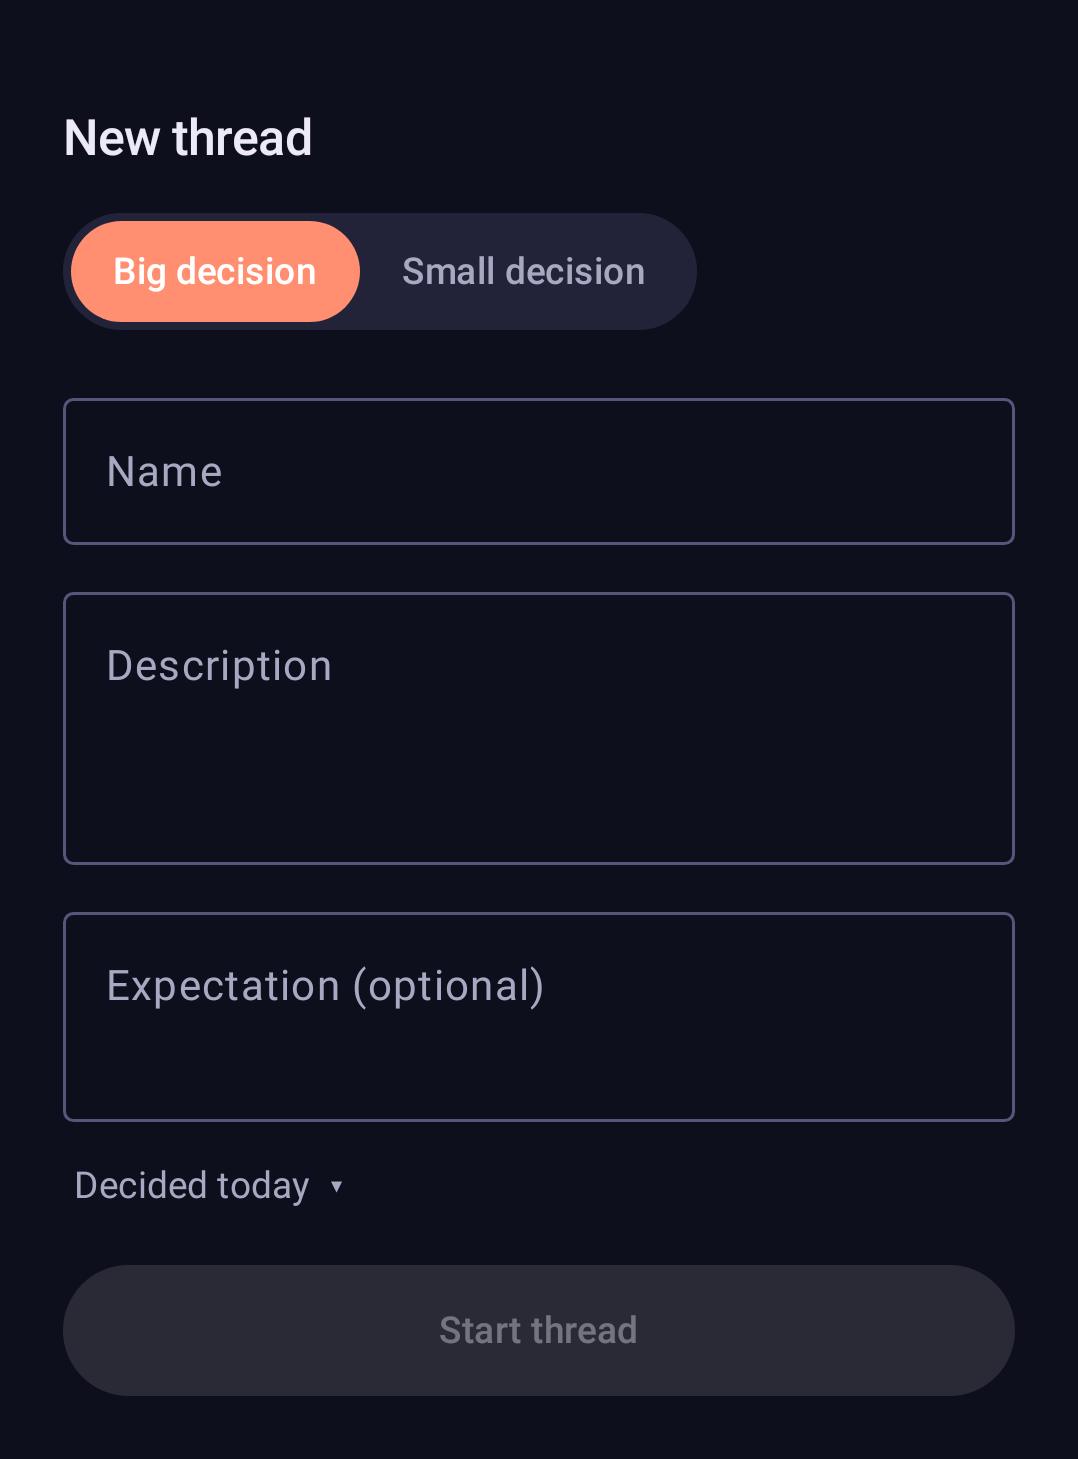 New thread
Big decision Small decision
Name
Description
Expectation (optional)
Decided today ▾
Start thread